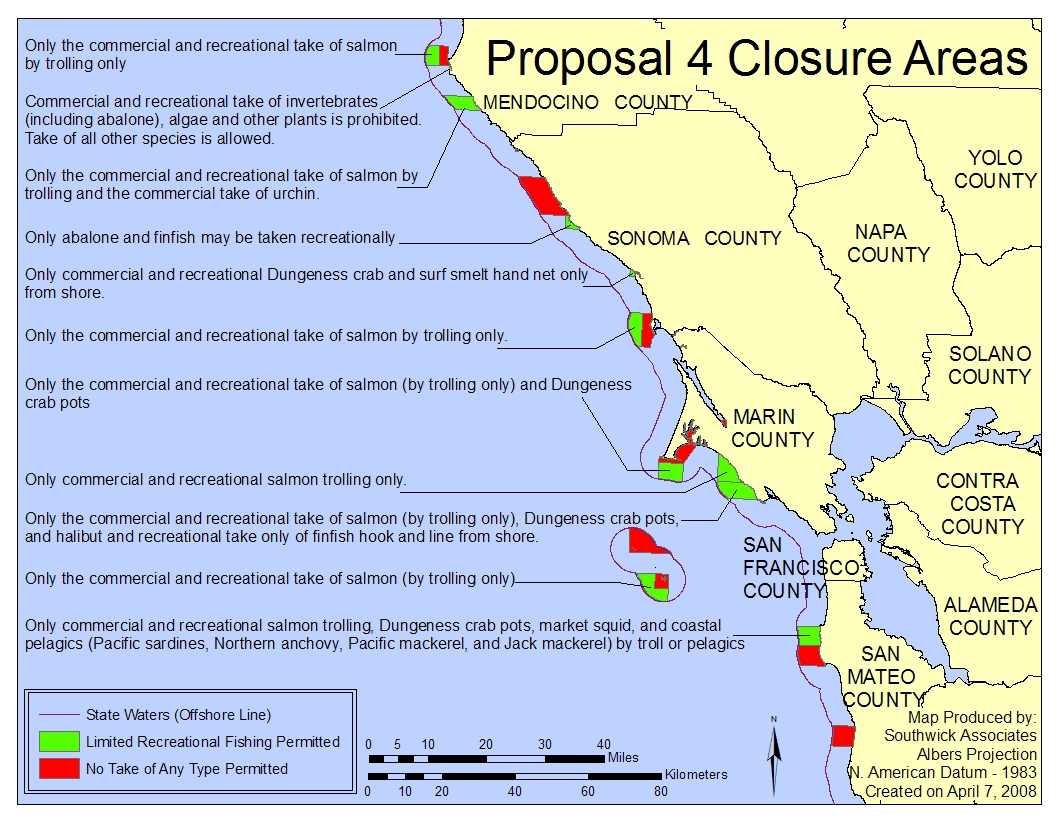 Proposal 4 Closure Areas
Only the commercial and recreational take of salmon
by trolling only
Commercial and recreational take of invertebrates
(including abalone), algae and other plants is prohibited.
Take of all other species is allowed.
Only the commercial and recreational take of salmon by
trolling and the commercial take of urchin.
Only abalone and finfish may be taken recreationally
Only commercial and recreational Dungeness crab and surf smelt hand net only
from shore.
Only the commercial and recreational take of salmon by trolling only.
Only the commercial and recreational take of salmon (by trolling only) and Dungeness
crab pots
Only commercial and recreational salmon trolling only.
Only the commercial and recreational take of salmon (by trolling only), Dungeness crab pots,
and halibut and recreational take only of finfish hook and line from shore.
Only the commercial and recreational take of salmon (by trolling only)
Only commercial and recreational salmon trolling, Dungeness crab pots, market squid, and coastal
pelagics (Pacific sardines, Northern anchovy, Pacific mackerel, and Jack mackerel) by troll or pelagics
MENDOCINO COUNTY
YOLO
COUNTY
NAPA
COUNTY
SONOMA COUNTY
SOLANO
COUNTY
MARIN
COUNTY
CONTRA
COSTA
COUNTY
SAN
FRANCISCO
COUNTY
ALAMEDA
COUNTY
SAN
MATEO
COUNTY
State Waters (Offshore Line)
Limited Recreational Fishing Permitted
No Take of Any Type Permitted
0 5 10 20 30 40
Miles
Kilometers
0 10 20 40 60 80
N
Map Produced by:
Southwick Associates
Albers Projection
N. American Datum - 1983
Created on April 7, 2008